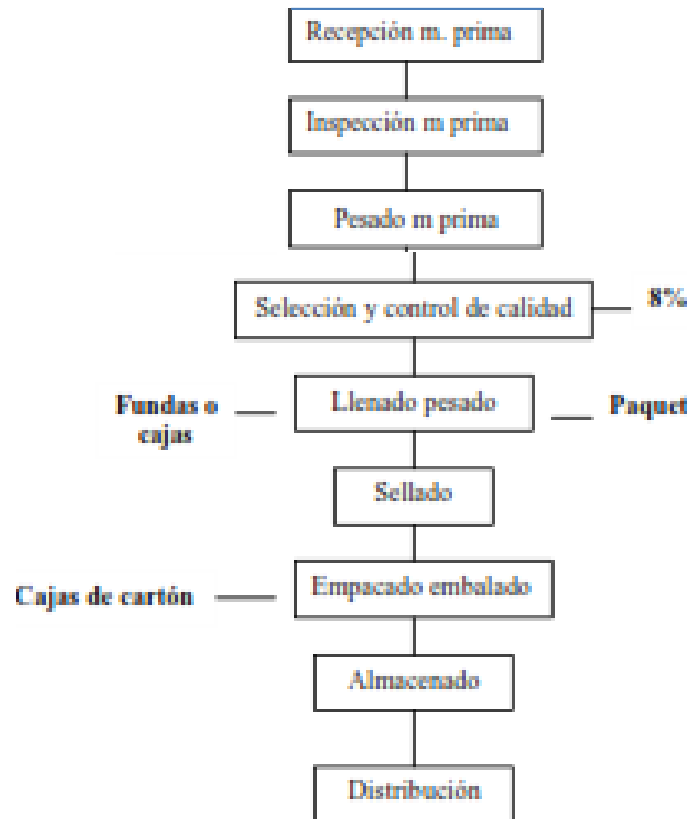 Recepción m. prima
Inspección m prima
Pesado m prima
Selección y control de calidad
8%
Fundas o
cajas
Llenado pesado
Paquet
Sellado
Cajas de cartón
Empacado embalado
Almacenado
Distribución